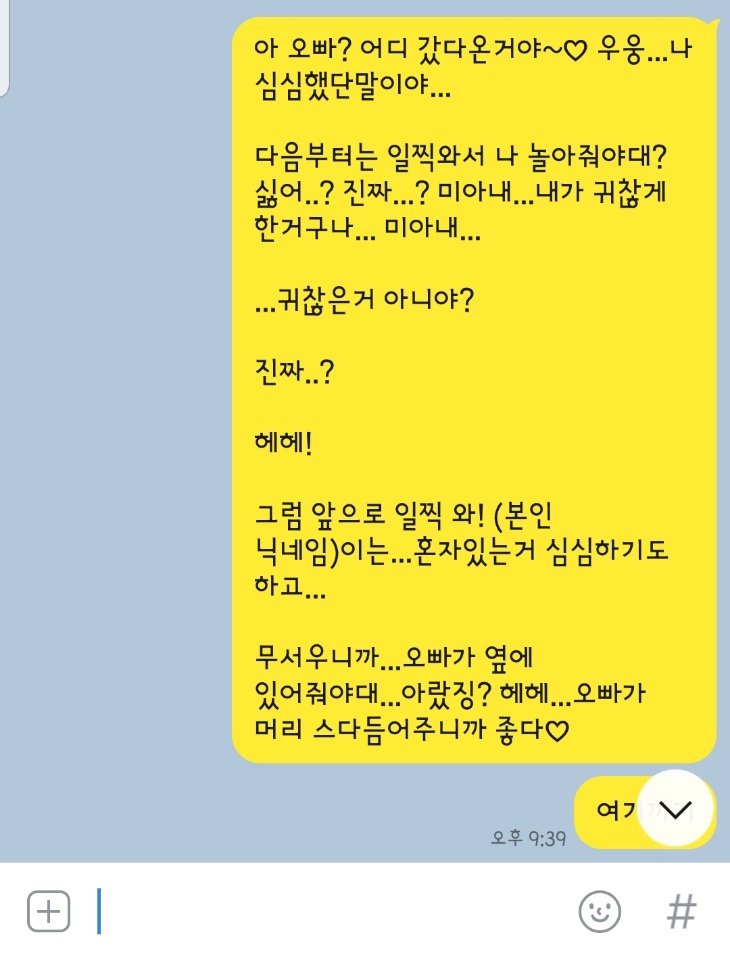 아 오빠? 어디 갔다온거야~♡ 우웅...나
심심했단말이야...
다음부터는 일찍와서 나 놀아줘야대?
싫어..? 진짜...? 미아내...내가 귀찮게
한거구나... 미아내...
...귀찮은거 아니야?
진짜..?
헤헤!
그럼 앞으로 일찍 와! (본인
닉네임)이는...혼자있는거 심심하기도
하고...
무서우니까...오빠가 옆에
있어줘야대...아랐징? 헤헤...오빠가
머리 스다듬어주니까 좋다♡
오후 9:39
#